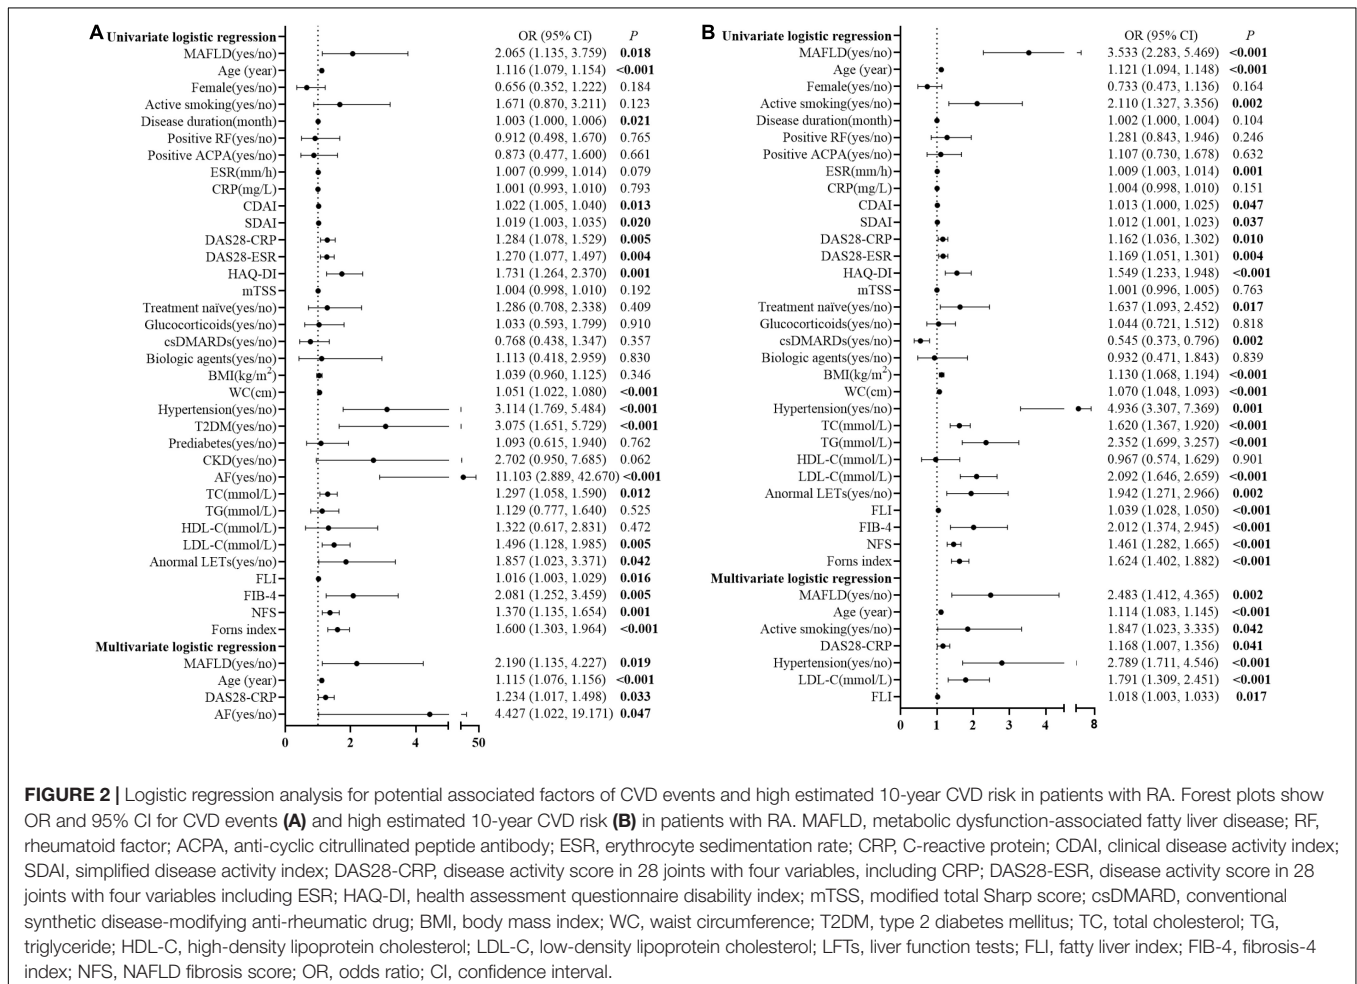 A Univariate logistic regression OR (95% CI) P
MAFLD(yes/no) 2.065 (1.135, 3.759) 0.018
Age (year) 1.116 (1.079, 1.154) <0.001
Female(yes/no) 0.656 (0.352, 1.222) 0.184
Active smoking(yes/no) 1.671 (0.870, 3.211) 0.123
Disease duration(month) 1.003 (1.000, 1.006) 0.021
Positive RF(yes/no) 0.912 (0.498, 1.670) 0.765
Positive ACPA(yes/no) 0.873 (0.477, 1.600) 0.661
ESR(mm/h) 1.007 (0.999, 1.014) 0.079
CRP(mg/L) 1.001 (0.993, 1.010) 0.793
CDAI 1.022 (1.005, 1.040) 0.013
SDAI 1.019 (1.003, 1.035) 0.020
DAS28-CRP 1.284 (1.078, 1.529) 0.005
DAS28-ESR 1.270 (1.077, 1.497) 0.004
HAQ-DI 1.731 (1.264, 2.370) 0.001
mTSS 1.004 (0.998, 1.010) 0.192
Treatment naïve(yes/no) 1.286 (0.708, 2.338) 0.409
Glucocorticoids(yes/no) 1.033 (0.593, 1.799) 0.910
csDMARDs(yes/no) 0.768 (0.438, 1.347) 0.357
Biologic agents(yes/no) 1.113 (0.418, 2.959) 0.830
BMI(kg/m²) 1.039 (0.960, 1.125) 0.346
WC(cm) 1.051 (1.022, 1.080) <0.001
Hypertension(yes/no) 3.114 (1.769, 5.484) <0.001
T2DM(yes/no) 3.075 (1.651, 5.729) <0.001
Prediabetes(yes/no) 1.093 (0.615, 1.940) 0.762
CKD(yes/no) 2.702 (0.950, 7.685) 0.062
AF(yes/no) 11.103 (2.889, 42.670) <0.001
TC(mmol/L) 1.297 (1.058, 1.590) 0.012
TG(mmol/L) 1.129 (0.777, 1.640) 0.525
HDL-C(mmol/L) 1.322 (0.617, 2.831) 0.472
LDL-C(mmol/L) 1.496 (1.128, 1.985) 0.005
Anormal LETs(yes/no) 1.857 (1.023, 3.371) 0.042
FLI 1.016 (1.003, 1.029) 0.016
FIB-4 2.081 (1.252, 3.459) 0.005
NFS 1.370 (1.135, 1.654) 0.001
Forns index 1.600 (1.303, 1.964) <0.001
Multivariate logistic regression
MAFLD(yes/no) 2.190 (1.135, 4.227) 0.019
Age (year) 1.115 (1.076, 1.156) <0.001
DAS28-CRP 1.234 (1.017, 1.498) 0.033
AF(yes/no) 4.427 (1.022, 19.171) 0.047
0 2 4 50
B Univariate logistic regression OR (95% CI) P
MAFLD(yes/no) 3.533 (2.283, 5.469) <0.001
Age (year) 1.121 (1.094, 1.148) <0.001
Female(yes/no) 0.733 (0.473, 1.136) 0.164
Active smoking(yes/no) 2.110 (1.327, 3.356) 0.002
Disease duration(month) 1.002 (1.000, 1.004) 0.104
Positive RF(yes/no) 1.281 (0.843, 1.946) 0.246
Positive ACPA(yes/no) 1.107 (0.730, 1.678) 0.632
ESR(mm/h) 1.009 (1.003, 1.014) 0.001
CRP(mg/L) 1.004 (0.998, 1.010) 0.151
CDAI 1.013 (1.000, 1.025) 0.047
SDAI 1.012 (1.001, 1.023) 0.037
DAS28-CRP 1.162 (1.036, 1.302) 0.010
DAS28-ESR 1.169 (1.051, 1.301) 0.004
HAQ-DI 1.549 (1.233, 1.948) <0.001
mTSS 1.001 (0.996, 1.005) 0.763
Treatment naïve(yes/no) 1.637 (1.093, 2.452) 0.017
Glucocorticoids(yes/no) 1.044 (0.721, 1.512) 0.818
csDMARDs(yes/no) 0.545 (0.373, 0.796) 0.002
Biologic agents(yes/no) 0.932 (0.471, 1.843) 0.839
BMI(kg/m²) 1.130 (1.068, 1.194) <0.001
WC(cm) 1.070 (1.048, 1.093) <0.001
Hypertension(yes/no) 4.936 (3.307, 7.369) 0.001
TC(mmol/L) 1.620 (1.367, 1.920) <0.001
TG(mmol/L) 2.352 (1.699, 3.257) <0.001
HDL-C(mmol/L) 0.967 (0.574, 1.629) 0.901
LDL-C(mmol/L) 2.092 (1.646, 2.659) <0.001
Anormal LETs(yes/no) 1.942 (1.271, 2.966) 0.002
FLI 1.039 (1.028, 1.050) <0.001
FIB-4 2.012 (1.374, 2.945) <0.001
NFS 1.461 (1.282, 1.665) <0.001
Forns index 1.624 (1.402, 1.882) <0.001
Multivariate logistic regression
MAFLD(yes/no) 2.483 (1.412, 4.365) 0.002
Age (year) 1.114 (1.083, 1.145) <0.001
Active smoking(yes/no) 1.847 (1.023, 3.335) 0.042
DAS28-CRP 1.168 (1.007, 1.356) 0.041
Hypertension(yes/no) 2.789 (1.711, 4.546) <0.001
LDL-C(mmol/L) 1.791 (1.309, 2.451) <0.001
FLI 1.018 (1.003, 1.033) 0.017
0 1 2 3 4 8
FIGURE 2 | Logistic regression analysis for potential associated factors of CVD events and high estimated 10-year CVD risk in patients with RA. Forest plots show
OR and 95% CI for CVD events (A) and high estimated 10-year CVD risk (B) in patients with RA. MAFLD, metabolic dysfunction-associated fatty liver disease; RF,
rheumatoid factor; ACPA, anti-cyclic citrullinated peptide antibody; ESR, erythrocyte sedimentation rate; CRP, C-reactive protein; CDAI, clinical disease activity index;
SDAI, simplified disease activity index; DAS28-CRP, disease activity score in 28 joints with four variables, including CRP; DAS28-ESR, disease activity score in 28
joints with four variables including ESR; HAQ-DI, health assessment questionnaire disability index; mTSS, modified total Sharp score; csDMARD, conventional
synthetic disease-modifying anti-rheumatic drug; BMI, body mass index; WC, waist circumference; T2DM, type 2 diabetes mellitus; TC, total cholesterol; TG,
triglyceride; HDL-C, high-density lipoprotein cholesterol; LDL-C, low-density lipoprotein cholesterol; LFTs, liver function tests; FLI, fatty liver index; FIB-4, fibrosis-4
index; NFS, NAFLD fibrosis score; OR, odds ratio; CI, confidence interval.